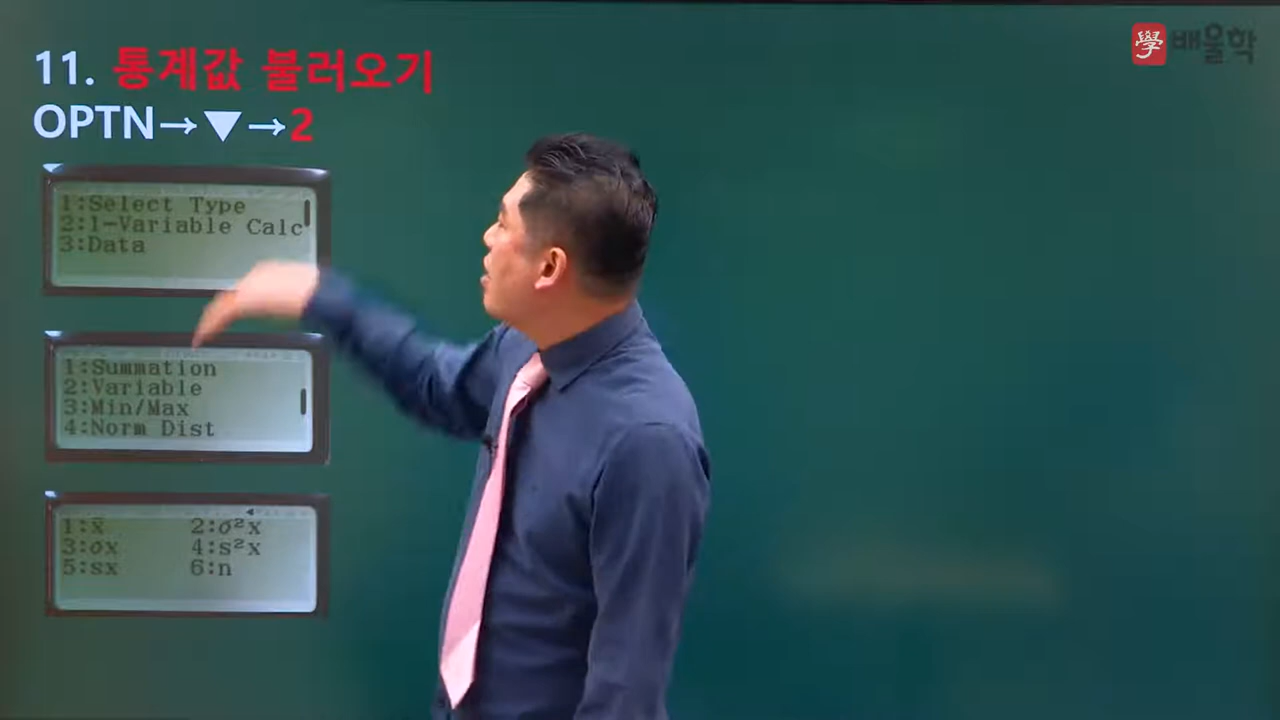 11. 통계값 불러오기
OPTN→▼→2
學 배울학
1:Select Type
2:1-Variable Calc
3:Data
1:Summation
2:Variable
3:Min/Max
4:Norm Dist
1:x̄ 2:σ²x
3:σx 4:s²x
5:sx 6:n